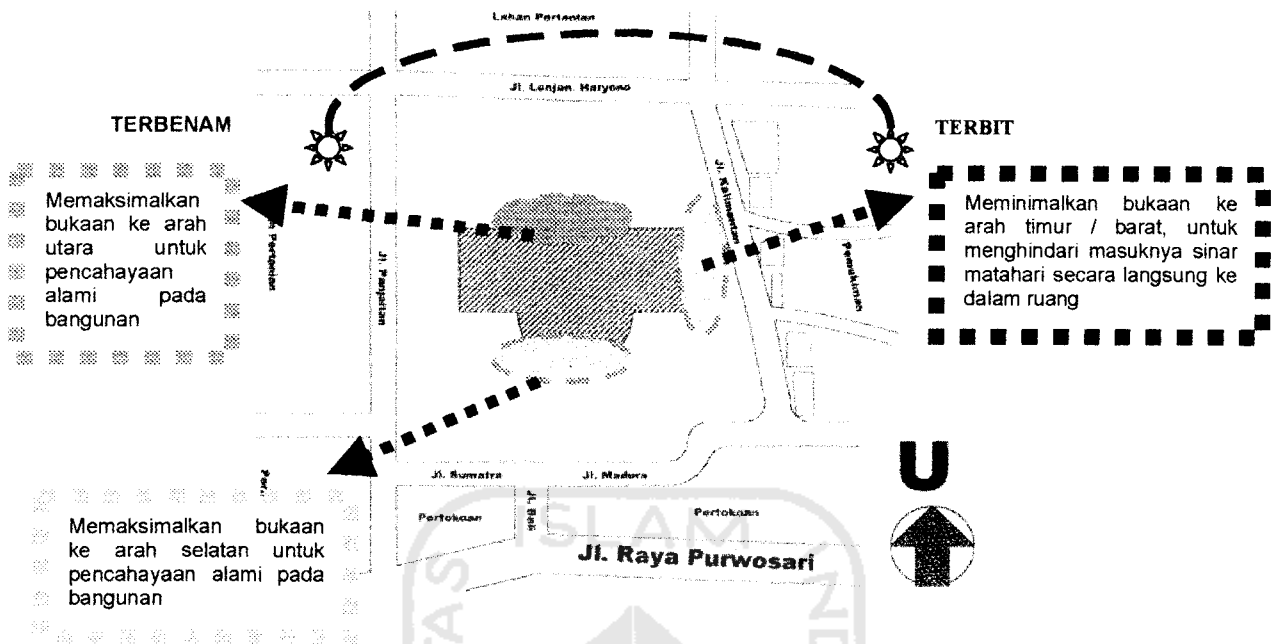 Lahan Pertanian
Jl. Letjen. Haryono
TERBENAM
TERBIT
Memaksimalkan
bukaan ke arah
utara untuk
pencahayaan
alami pada
bangunan
Meminimalkan bukaan ke
arah timur / barat, untuk
menghindari masuknya sinar
matahari secara langsung ke
dalam ruang
Jl. Kalimantan
Pemukiman
Pertanian
Jl. Panjaitan
Memaksimalkan bukaan
ke arah selatan untuk
pencahayaan alami pada
bangunan
Jl. Sumatra
Jl. Madura
Jl. Bali
Pertokoan
Pertokoan
Jl. Raya Purwosari
U
ISLAM